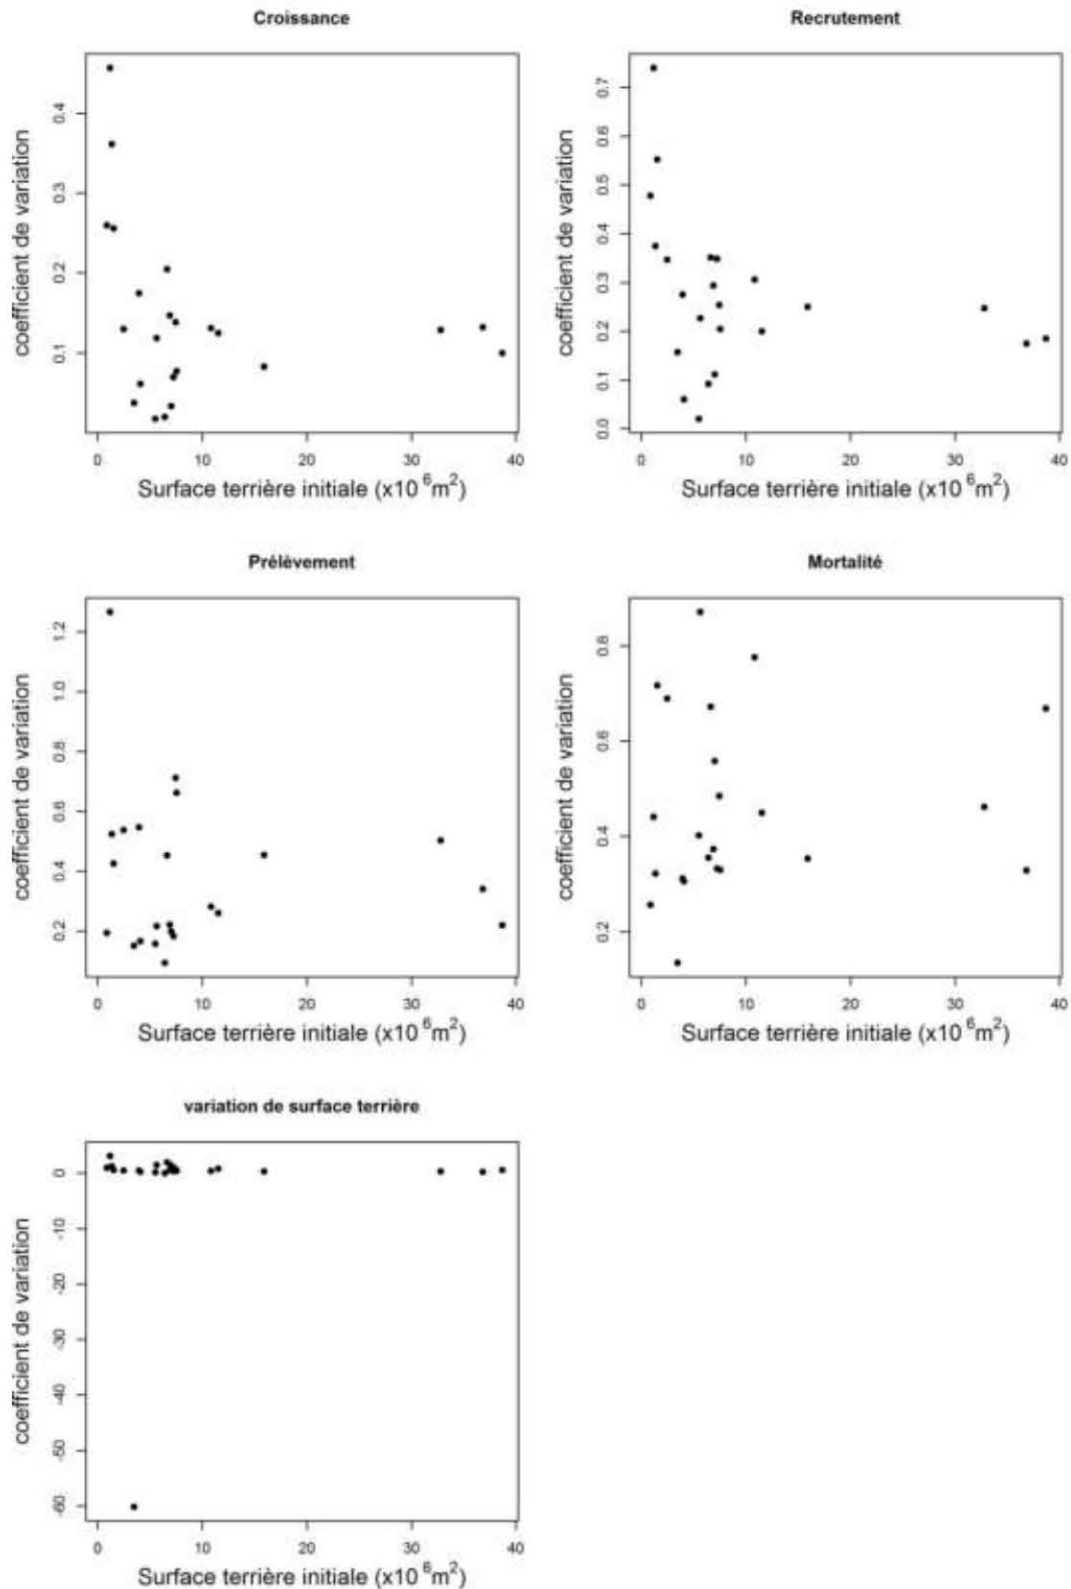 Croissance
coefficient de variation
0.4
0.3
0.2
0.1
0 10 20 30 40
Surface terrière initiale (x10⁶m²)
Recrutement
coefficient de variation
0.7
0.6
0.5
0.4
0.3
0.2
0.1
0.0
0 10 20 30 40
Surface terrière initiale (x10⁶m²)
Prélèvement
coefficient de variation
1.2
1.0
0.8
0.6
0.4
0.2
0 10 20 30 40
Surface terrière initiale (x10⁶m²)
Mortalité
coefficient de variation
0.8
0.6
0.4
0.2
0 10 20 30 40
Surface terrière initiale (x10⁶m²)
variation de surface terrière
coefficient de variation
0
-10
-20
-30
-40
-50
-60
0 10 20 30 40
Surface terrière initiale (x10⁶m²)